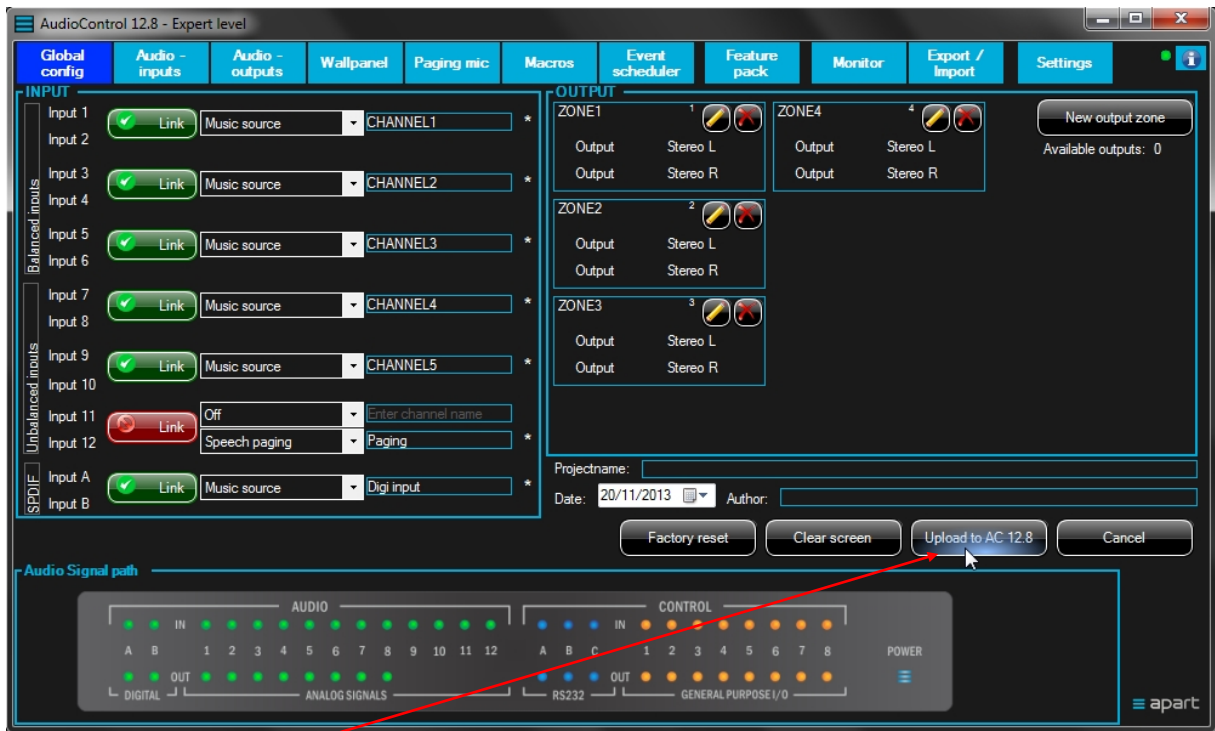 AudioControl 12.8 - Expert level
Global config
Audio - inputs
Audio - outputs
Wallpanel
Paging mic
Macros
Event scheduler
Feature pack
Monitor
Export / Import
Settings
INPUT
Balanced inputs
Input 1
Link
Music source
CHANNEL1
*
Input 2
Input 3
Link
Music source
CHANNEL2
*
Input 4
Input 5
Link
Music source
CHANNEL3
*
Input 6
Unbalanced inputs
Input 7
Link
Music source
CHANNEL4
*
Input 8
Input 9
Link
Music source
CHANNEL5
*
Input 10
Input 11
Link
Off
Enter channel name
Input 12
Speech paging
Paging
*
SPDIF
Input A
Link
Music source
Digi input
*
Input B
OUTPUT
ZONE1 1
Output Stereo L
Output Stereo R
ZONE4 4
Output Stereo L
Output Stereo R
New output zone
Available outputs: 0
ZONE2 2
Output Stereo L
Output Stereo R
ZONE3 3
Output Stereo L
Output Stereo R
Projectname:
Date: 20/11/2013 Author:
Factory reset
Clear screen
Upload to AC 12.8
Cancel
Audio Signal path
AUDIO
IN
A B 1 2 3 4 5 6 7 8 9 10 11 12
OUT
DIGITAL
ANALOG SIGNALS
CONTROL
IN
A B C 1 2 3 4 5 6 7 8
OUT
RS232
GENERAL PURPOSE I/O
POWER
apart